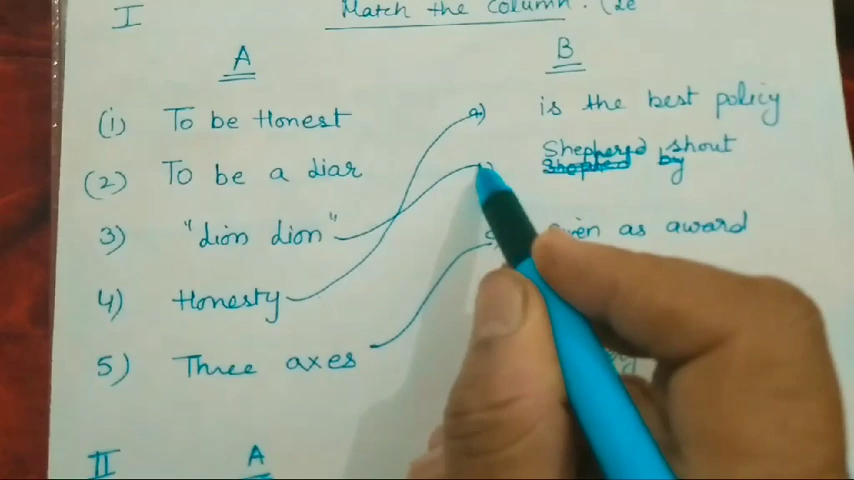 I Match the Column.
A B
(1) To be Honest a) is the best policy
Shepherd shout
(2) To be a Liar by
3) "Lion Lion" as award
4) Honesty
5) Three axes
II A